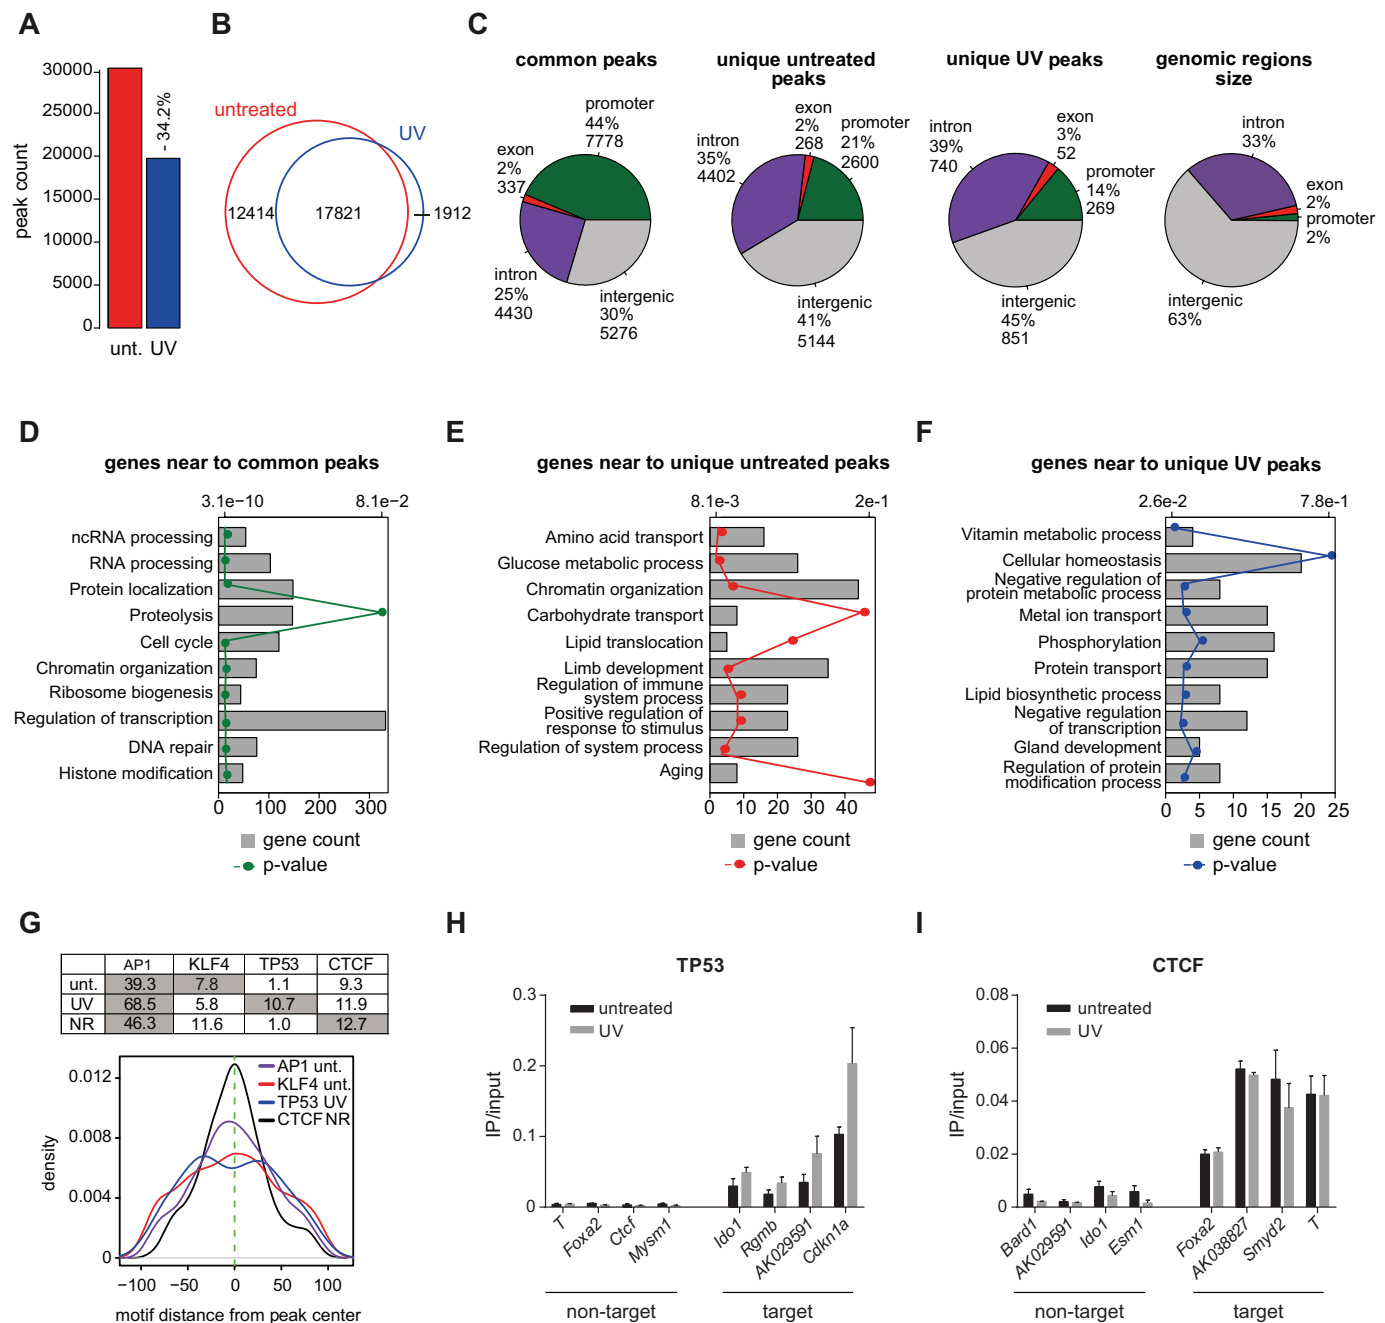 A
30000
25000
20000
15000
10000
5000
0
peak count
- 34.2%
unt. UV
B
untreated
UV
12414
17821
1912
C
common peaks
promoter
44%
7778
exon
2%
337
intron
25%
4430
intergenic
30%
5276
unique untreated
peaks
exon
2%
268
promoter
21%
2600
intron
35%
4402
intergenic
41%
5144
unique UV peaks
exon
3%
52
intron
39%
740
promoter
14%
269
intergenic
45%
851
genomic regions
size
intron
33%
exon
2%
promoter
2%
intergenic
63%
D
genes near to common peaks
3.1e−10 8.1e−2
ncRNA processing
RNA processing
Protein localization
Proteolysis
Cell cycle
Chromatin organization
Ribosome biogenesis
Regulation of transcription
DNA repair
Histone modification
0 100 200 300
gene count
p-value
E
genes near to unique untreated peaks
8.1e-3 2e-1
Amino acid transport
Glucose metabolic process
Chromatin organization
Carbohydrate transport
Lipid translocation
Limb development
Regulation of immune
system process
Positive regulation of
response to stimulus
Regulation of system process
Aging
0 10 20 30 40
gene count
p-value
F
genes near to unique UV peaks
2.6e-2 7.8e-1
Vitamin metabolic process
Cellular homeostasis
Negative regulation of
protein metabolic process
Metal ion transport
Phosphorylation
Protein transport
Lipid biosynthetic process
Negative regulation
of transcription
Gland development
Regulation of protein
modification process
0 5 10 15 20 25
gene count
p-value
G
AP1 KLF4 TP53 CTCF
unt. 39.3 7.8 1.1 9.3
UV 68.5 5.8 10.7 11.9
NR 46.3 11.6 1.0 12.7
AP1 unt.
KLF4 unt.
TP53 UV
CTCF NR
0.012
0.008
0.004
0
density
−100 −50 0 50 100
motif distance from peak center
H
TP53
untreated
UV
0.3
0.2
0.1
0
IP/input
T Foxa2 Ctcf Mysm1 Ido1 Rgmb AK029591 Cdkn1a
non-target target
I
CTCF
untreated
UV
0.08
0.06
0.04
0.02
0
IP/input
Bard1 AK029591 Ido1 Esm1 Foxa2 AK038827 Smyd2 T
non-target target